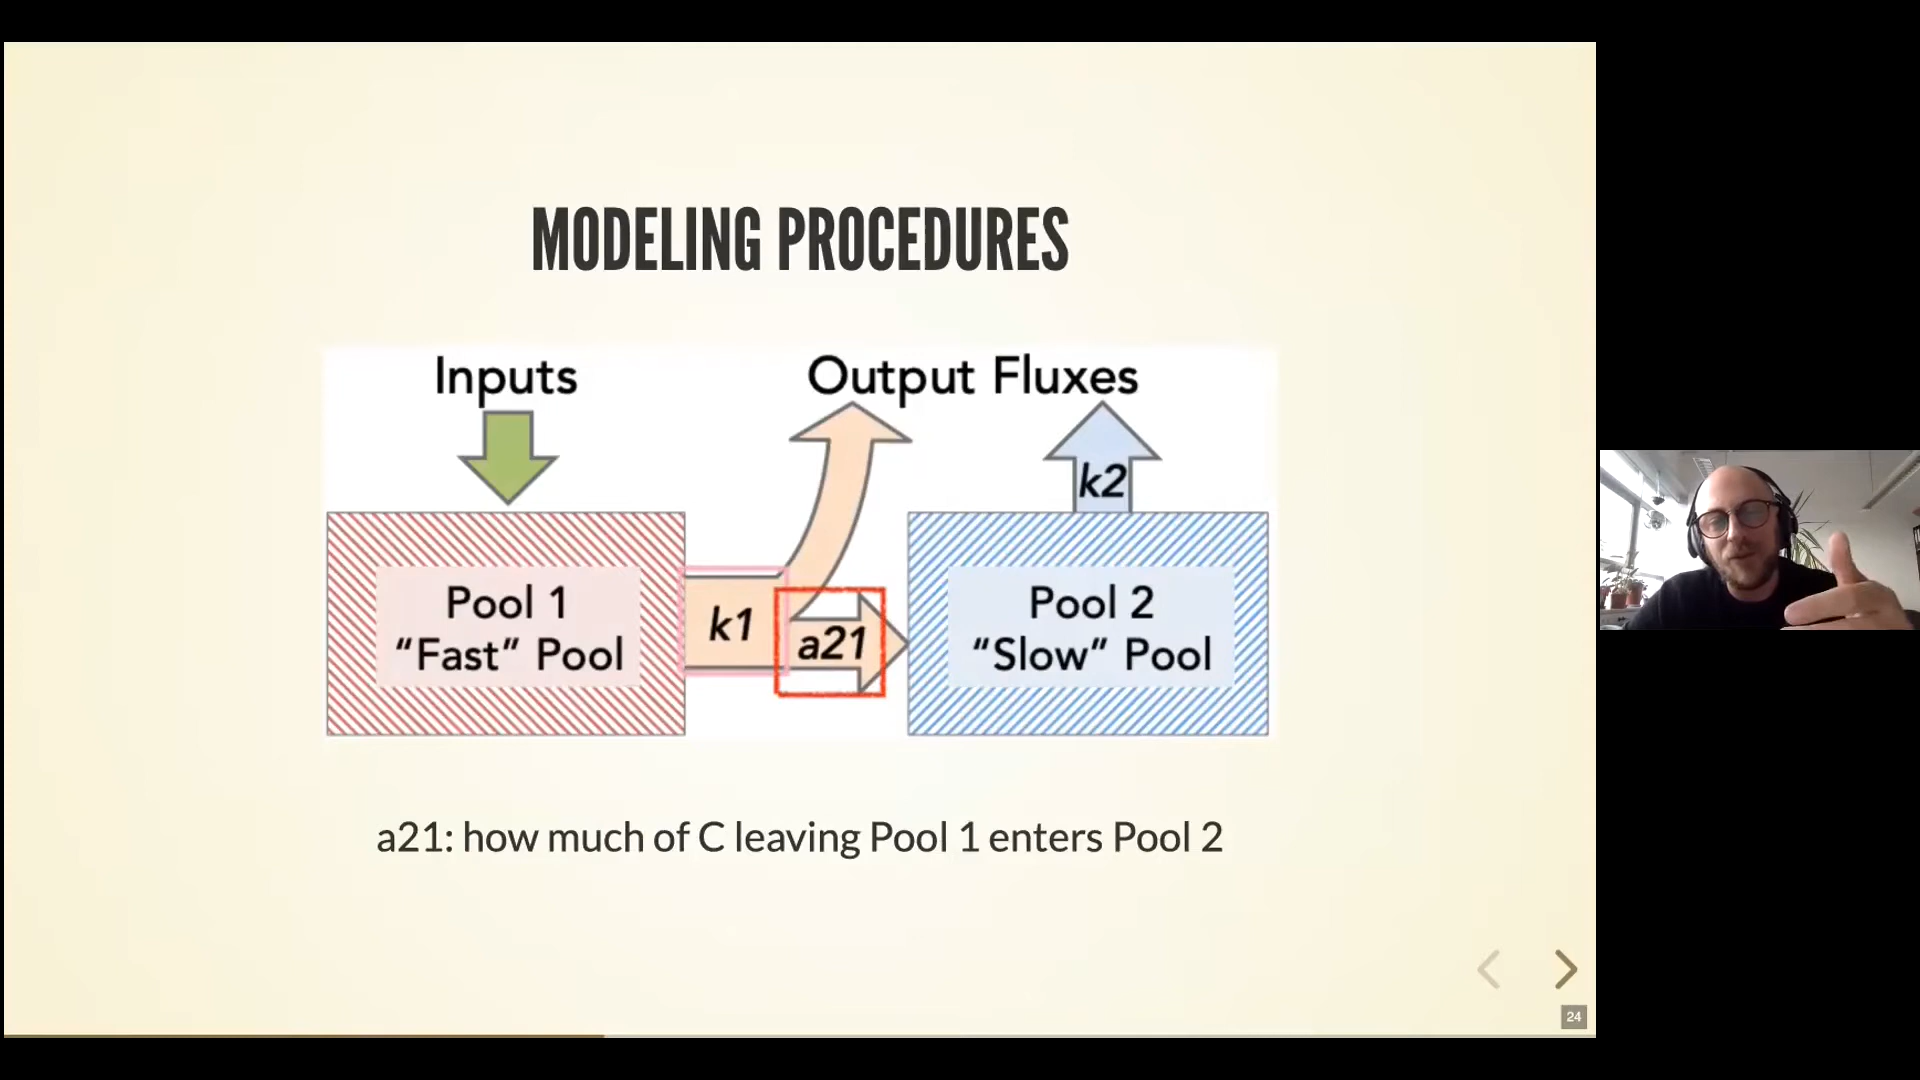 MODELING PROCEDURES
Inputs
Output Fluxes
k2
Pool 1
“Fast” Pool
k1
a21
Pool 2
“Slow” Pool
a21: how much of C leaving Pool 1 enters Pool 2
24